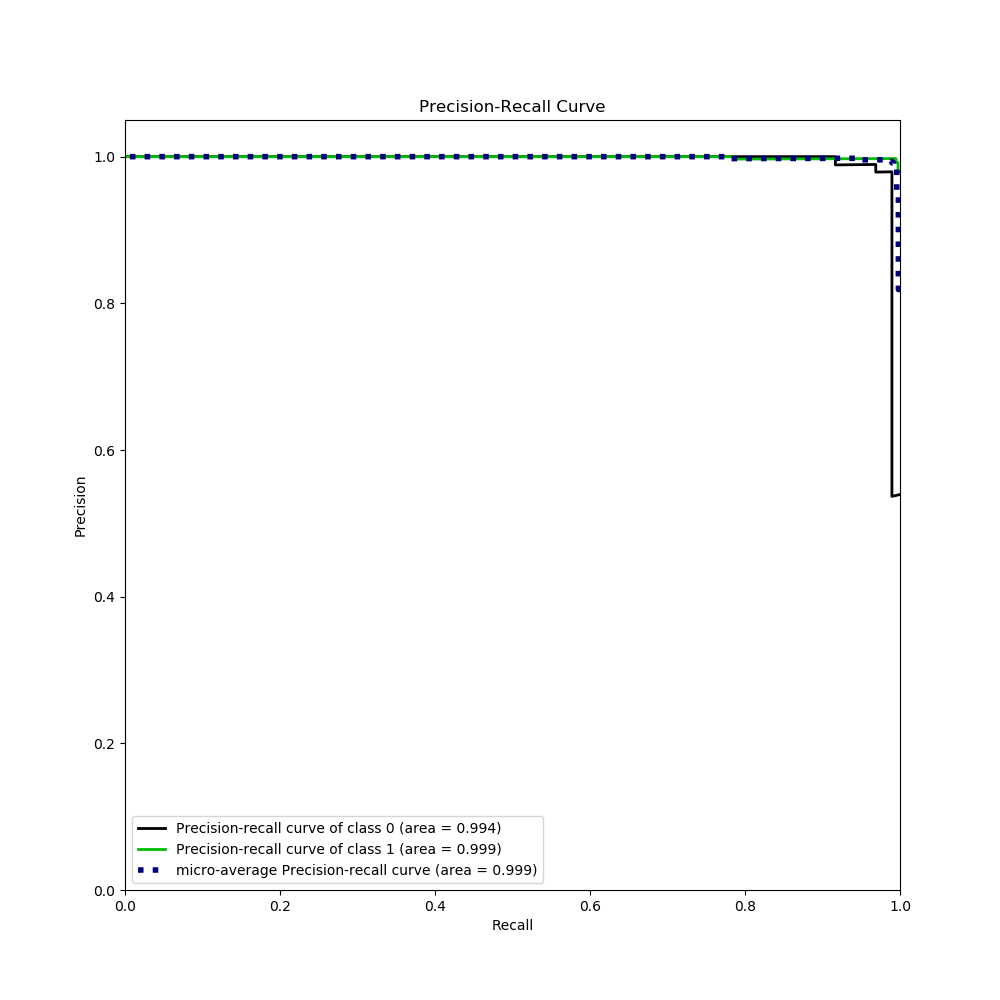 Precision-Recall Curve
1.0
0.8
0.6
0.4
0.2
0.0
Precision
Precision-recall curve of class 0 (area = 0.994)
Precision-recall curve of class 1 (area = 0.999)
micro-average Precision-recall curve (area = 0.999)
0.0 0.2 0.4 0.6 0.8 1.0
Recall